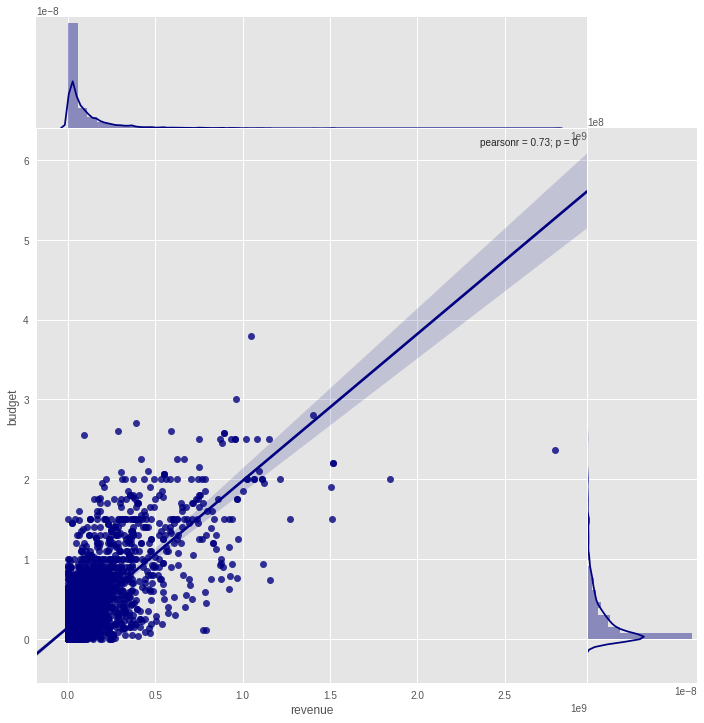 1e−8
1e9
1e8
pearsonr = 0.73; p = 0
6
5
4
3
2
1
0
budget
0.0 0.5 1.0 1.5 2.0 2.5
revenue
1e9
1e−8